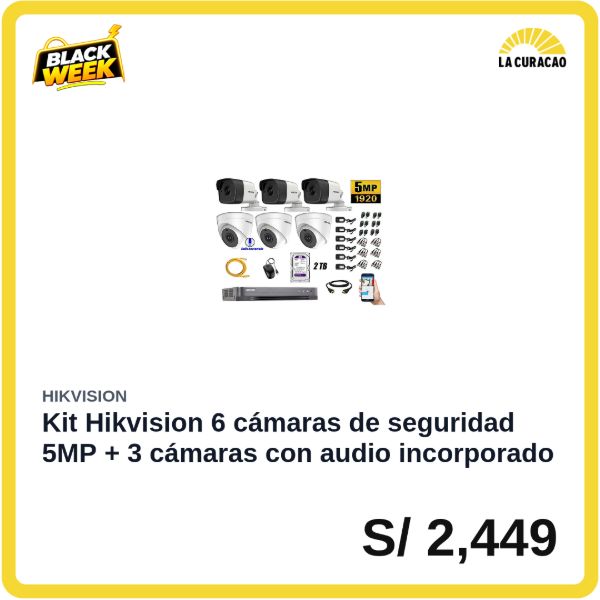 BLACK
WEEK
LA CURACAO
5MP
1920
2 TB
HIKVISION
Kit Hikvision 6 cámaras de seguridad
5MP + 3 cámaras con audio incorporado
S/ 2,449